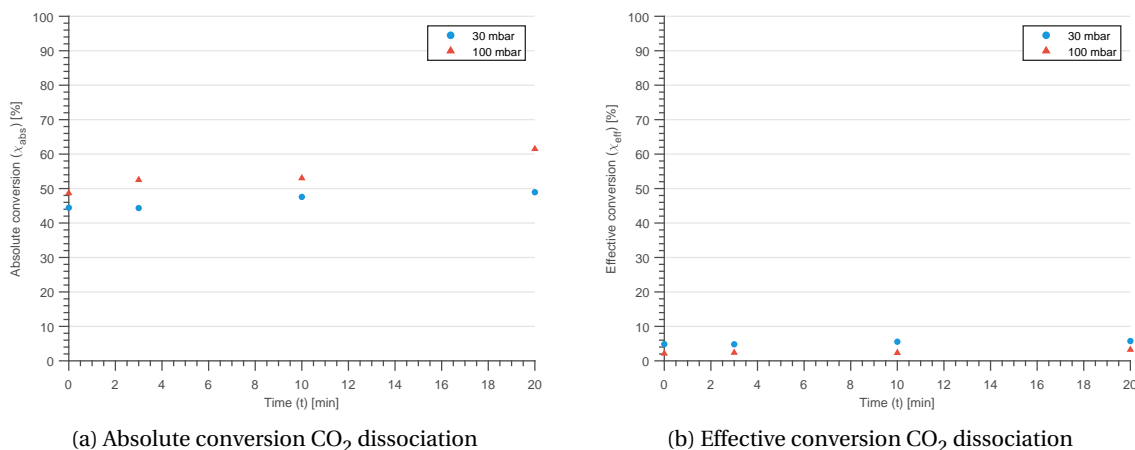 100
90
80
70
60
50
40
30
20
10
0
Absolute conversion (χabs) [%]
30 mbar
100 mbar
0 2 4 6 8 10 12 14 16 18 20
Time (t) [min]
(a) Absolute conversion CO2 dissociation
100
90
80
70
60
50
40
30
20
10
0
Effective conversion (χeff) [%]
30 mbar
100 mbar
0 2 4 6 8 10 12 14 16 18 20
Time (t) [min]
(b) Effective conversion CO2 dissociation